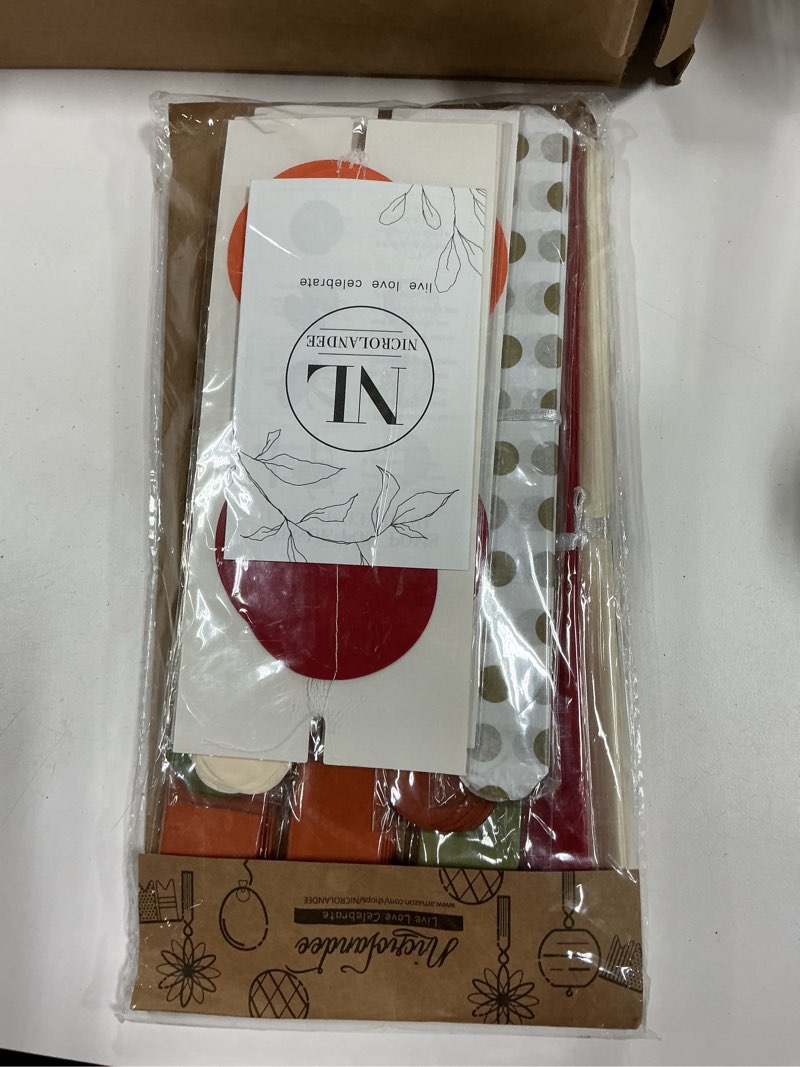 NL
NICROLANDEE
live love celebrate
Nicrolandee
Live Love Celebrate
www.amazon.com/shops/NICROLANDEE